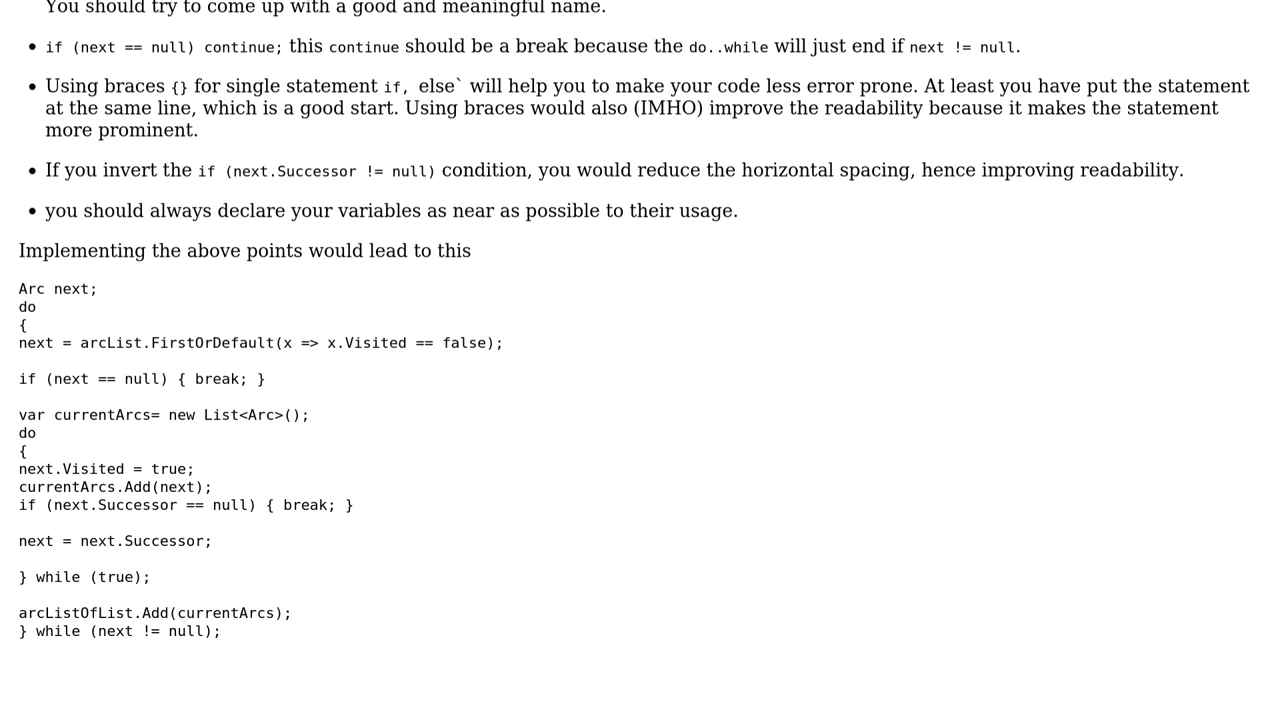 You should try to come up with a good and meaningful name.
• if (next == null) continue; this continue should be a break because the do..while will just end if next != null.
• Using braces {} for single statement if, else` will help you to make your code less error prone. At least you have put the statement
at the same line, which is a good start. Using braces would also (IMHO) improve the readability because it makes the statement
more prominent.
• If you invert the if (next.Successor != null) condition, you would reduce the horizontal spacing, hence improving readability.
• you should always declare your variables as near as possible to their usage.
Implementing the above points would lead to this
Arc next;
do
{
next = arcList.FirstOrDefault(x => x.Visited == false);
if (next == null) { break; }
var currentArcs= new List<Arc>();
do
{
next.Visited = true;
currentArcs.Add(next);
if (next.Successor == null) { break; }
next = next.Successor;
} while (true);
arcListOfList.Add(currentArcs);
} while (next != null);